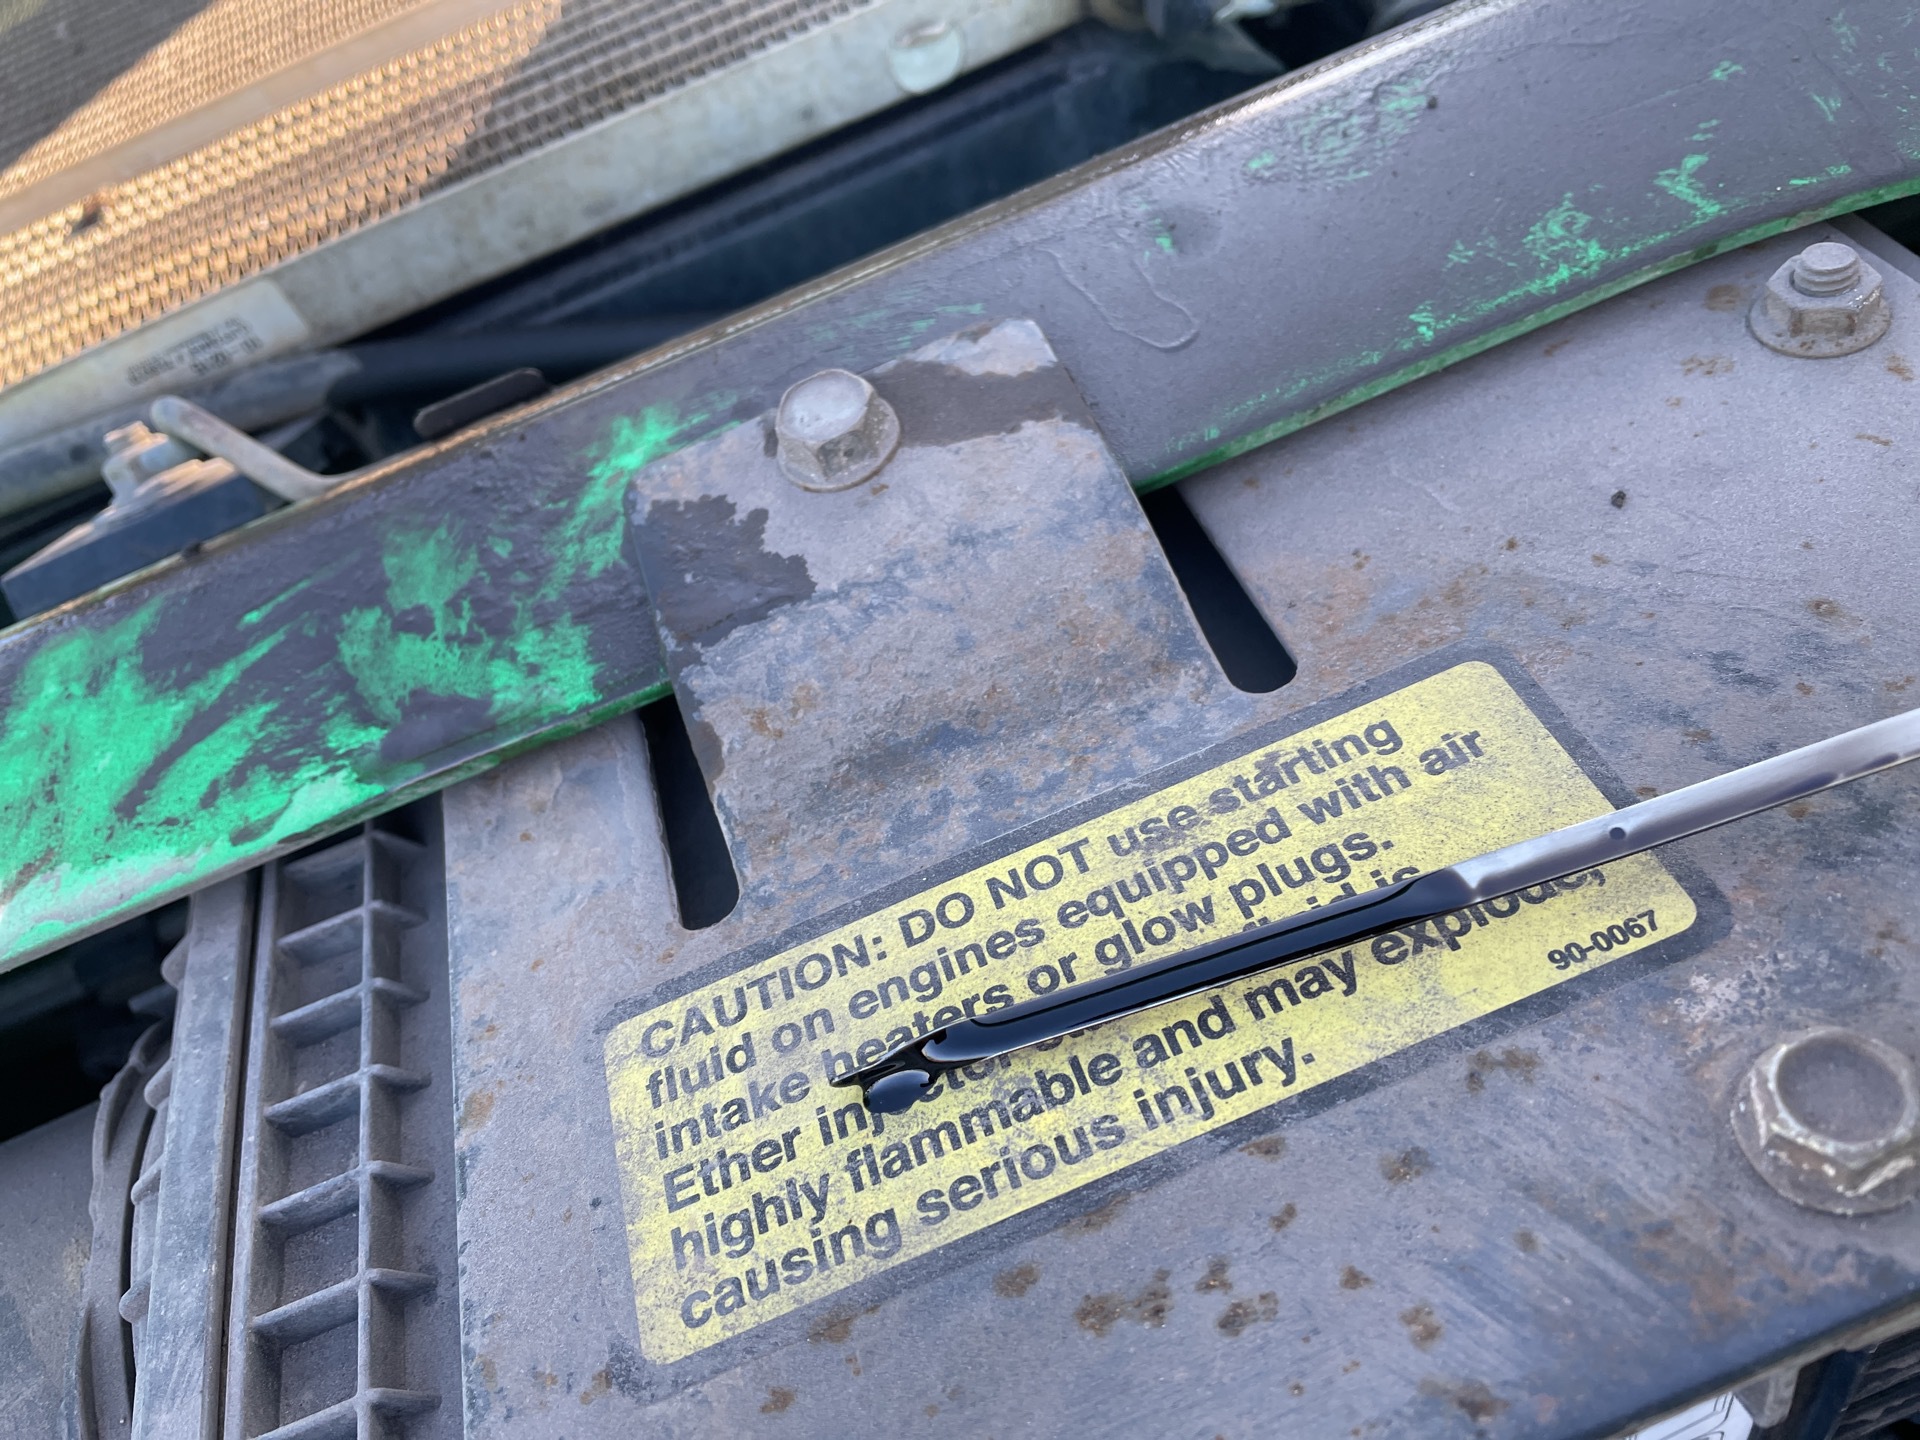 CAUTION: DO NOT use starting
fluid on engines equipped with air
intake heaters or glow plugs.
Ether is
highly flammable and may explode,
causing serious injury.
90-0067